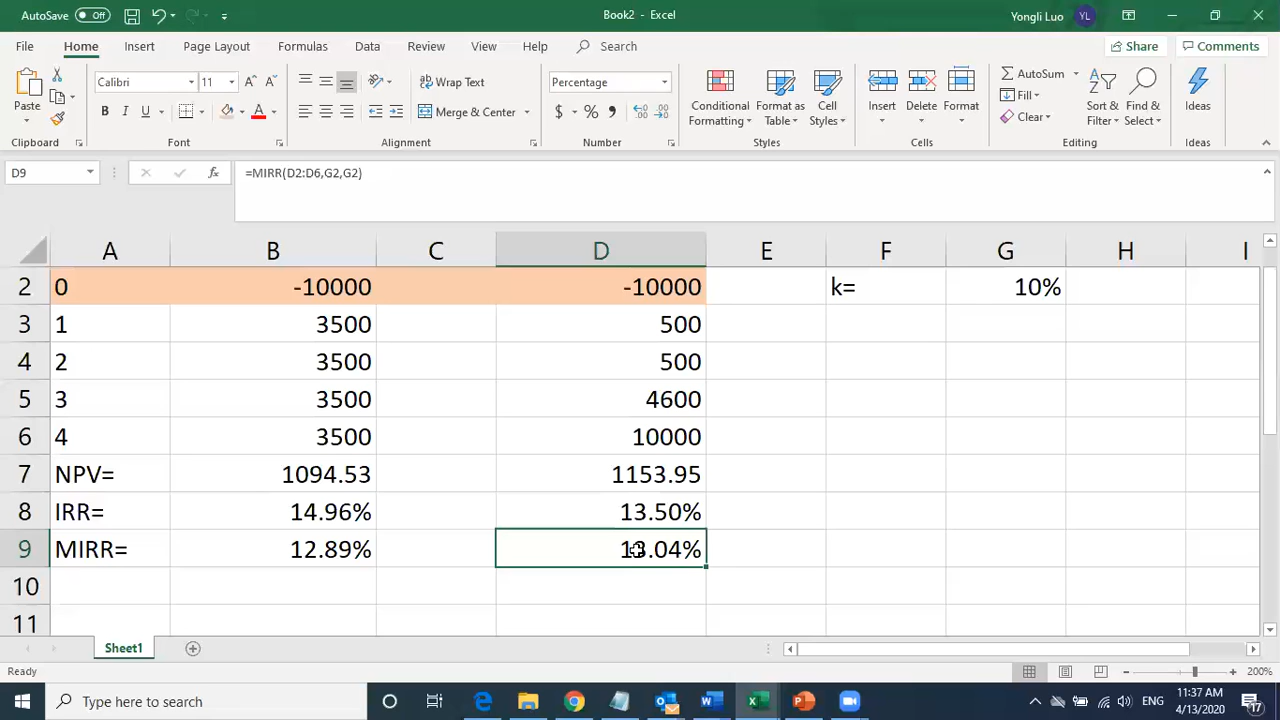 AutoSave Off Book2 - Excel Yongli Luo YL
File Home Insert Page Layout Formulas Data Review View Help Search Share Comments
Paste Calibri 11 A A Wrap Text Percentage Conditional Formatting Format as Table Cell Styles Insert Delete Format AutoSum Sort & Filter Find & Select Ideas
Fill
B I U A Merge & Center $ % , Clear
Clipboard Font Alignment Number Styles Cells Editing Ideas
D9 fx =MIRR(D2:D6,G2,G2)
A B C D E F G H I
2 0 -10000 -10000 k= 10%
3 1 3500 500
4 2 3500 500
5 3 3500 4600
6 4 3500 10000
7 NPV= 1094.53 1153.95
8 IRR= 14.96% 13.50%
9 MIRR= 12.89% 13.04%
10
11
Sheet1
Ready 200%
Type here to search ENG 11:37 AM
4/13/2020 17